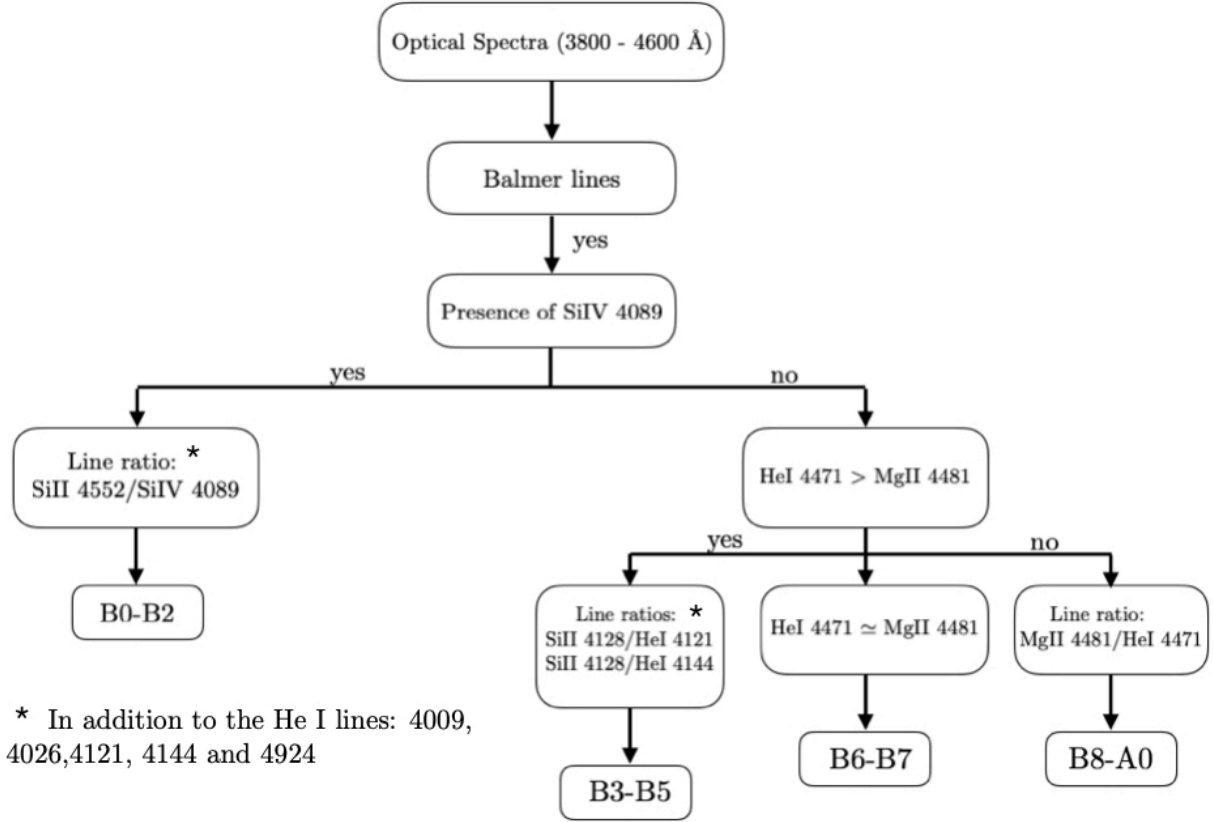 Optical Spectra (3800 - 4600 Å)
Balmer lines
yes
Presence of SiIV 4089
yes
no
Line ratio: *
SiII 4552/SiIV 4089
HeI 4471 > MgII 4481
yes
no
B0-B2
Line ratios: *
SiII 4128/HeI 4121
SiII 4128/HeI 4144
HeI 4471 ≃ MgII 4481
Line ratio:
MgII 4481/HeI 4471
* In addition to the He I lines: 4009,
4026,4121, 4144 and 4924
B3-B5
B6-B7
B8-A0